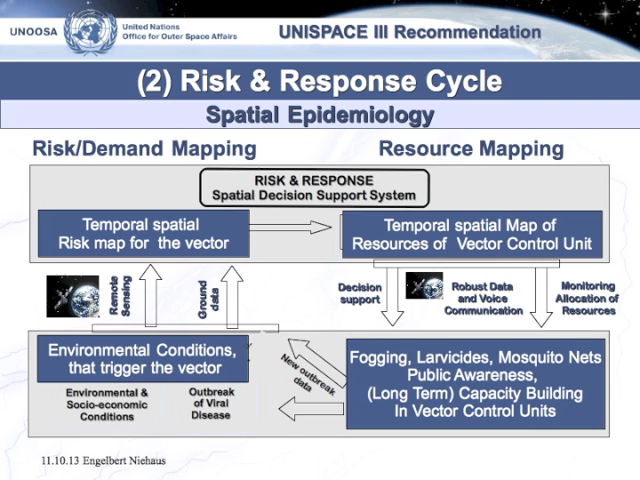 UNOOSA
United Nations
Office for Outer Space Affairs
UNISPACE III Recommendation
(2) Risk & Response Cycle
Spatial Epidemiology
Risk/Demand Mapping
Resource Mapping
RISK & RESPONSE
Spatial Decision Support System
Temporal spatial
Risk map for the vector
Temporal spatial Map of
Resources of Vector Control Unit
Remote
Sensing
Ground
data
Decision
support
Robust Data
and Voice
Communication
Monitoring
Allocation of
Resources
Environmental Conditions,
that trigger the vector
Environmental &
Socio-economic
Conditions
Outbreak
of Viral
Disease
New outbreak
data
Fogging, Larvicides, Mosquito Nets
Public Awareness,
(Long Term) Capacity Building
In Vector Control Units
11.10.13 Engelbert Niehaus